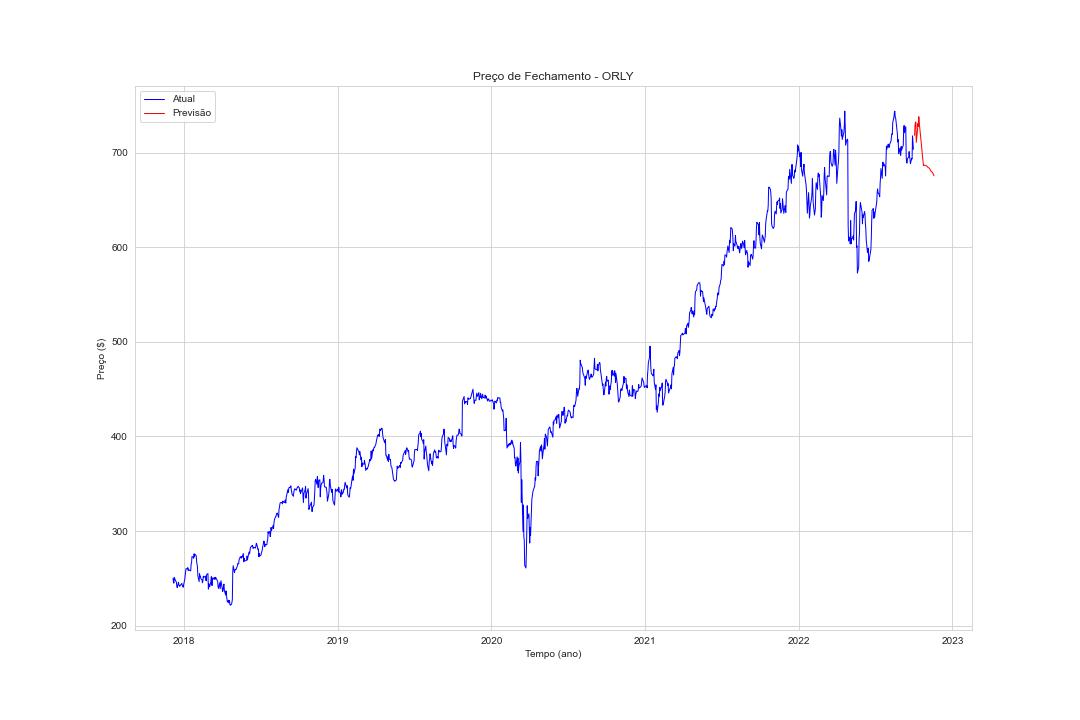 Preço de Fechamento - ORLY
Atual
Previsão
700
600
500
400
300
200
Preço ($)
2018
2019
2020
2021
2022
2023
Tempo (ano)